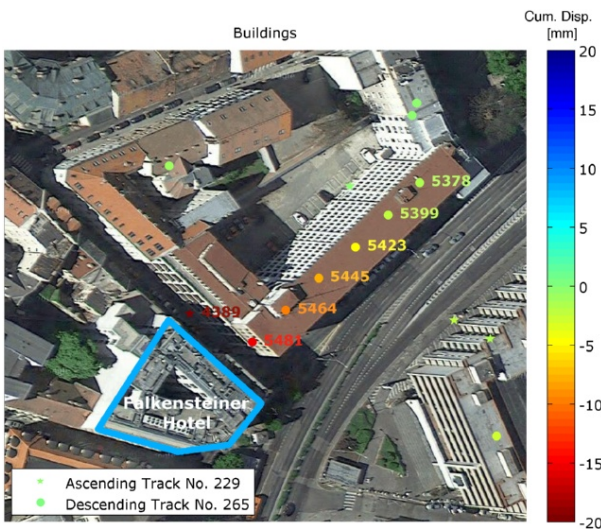 Buildings
Cum. Disp.
[mm]
20
15
10
5
0
-5
-10
-15
-20
5378
5399
5423
5445
5464
4389
5481
Falkensteiner
Hotel
Ascending Track No. 229
Descending Track No. 265